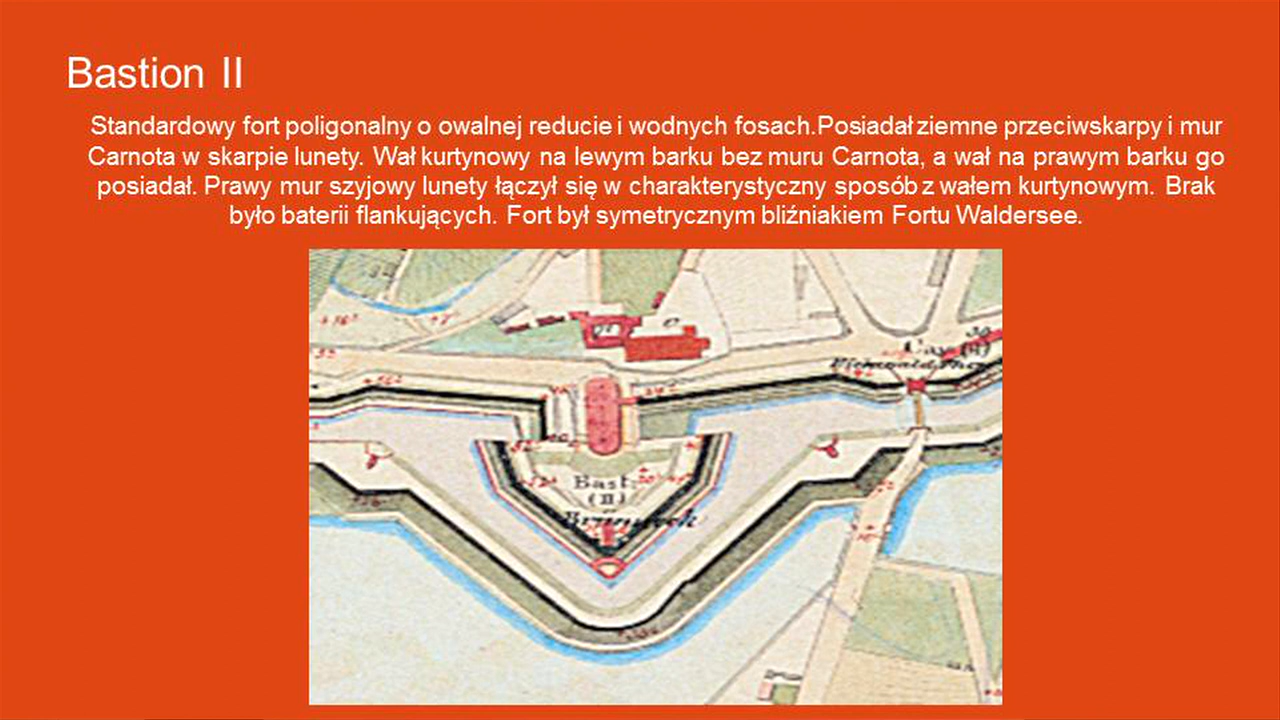 Bastion II
Standardowy fort poligonalny o owalnej reducie i wodnych fosach.Posiadał ziemne przeciwskarpy i mur
Carnota w skarpie lunety. Wał kurtynowy na lewym barku bez muru Carnota, a wał na prawym barku go
posiadał. Prawy mur szyjowy lunety łączył się w charakterystyczny sposób z wałem kurtynowym. Brak
było baterii flankujących. Fort był symetrycznym bliźniakiem Fortu Waldersee.
Bast.
(II)